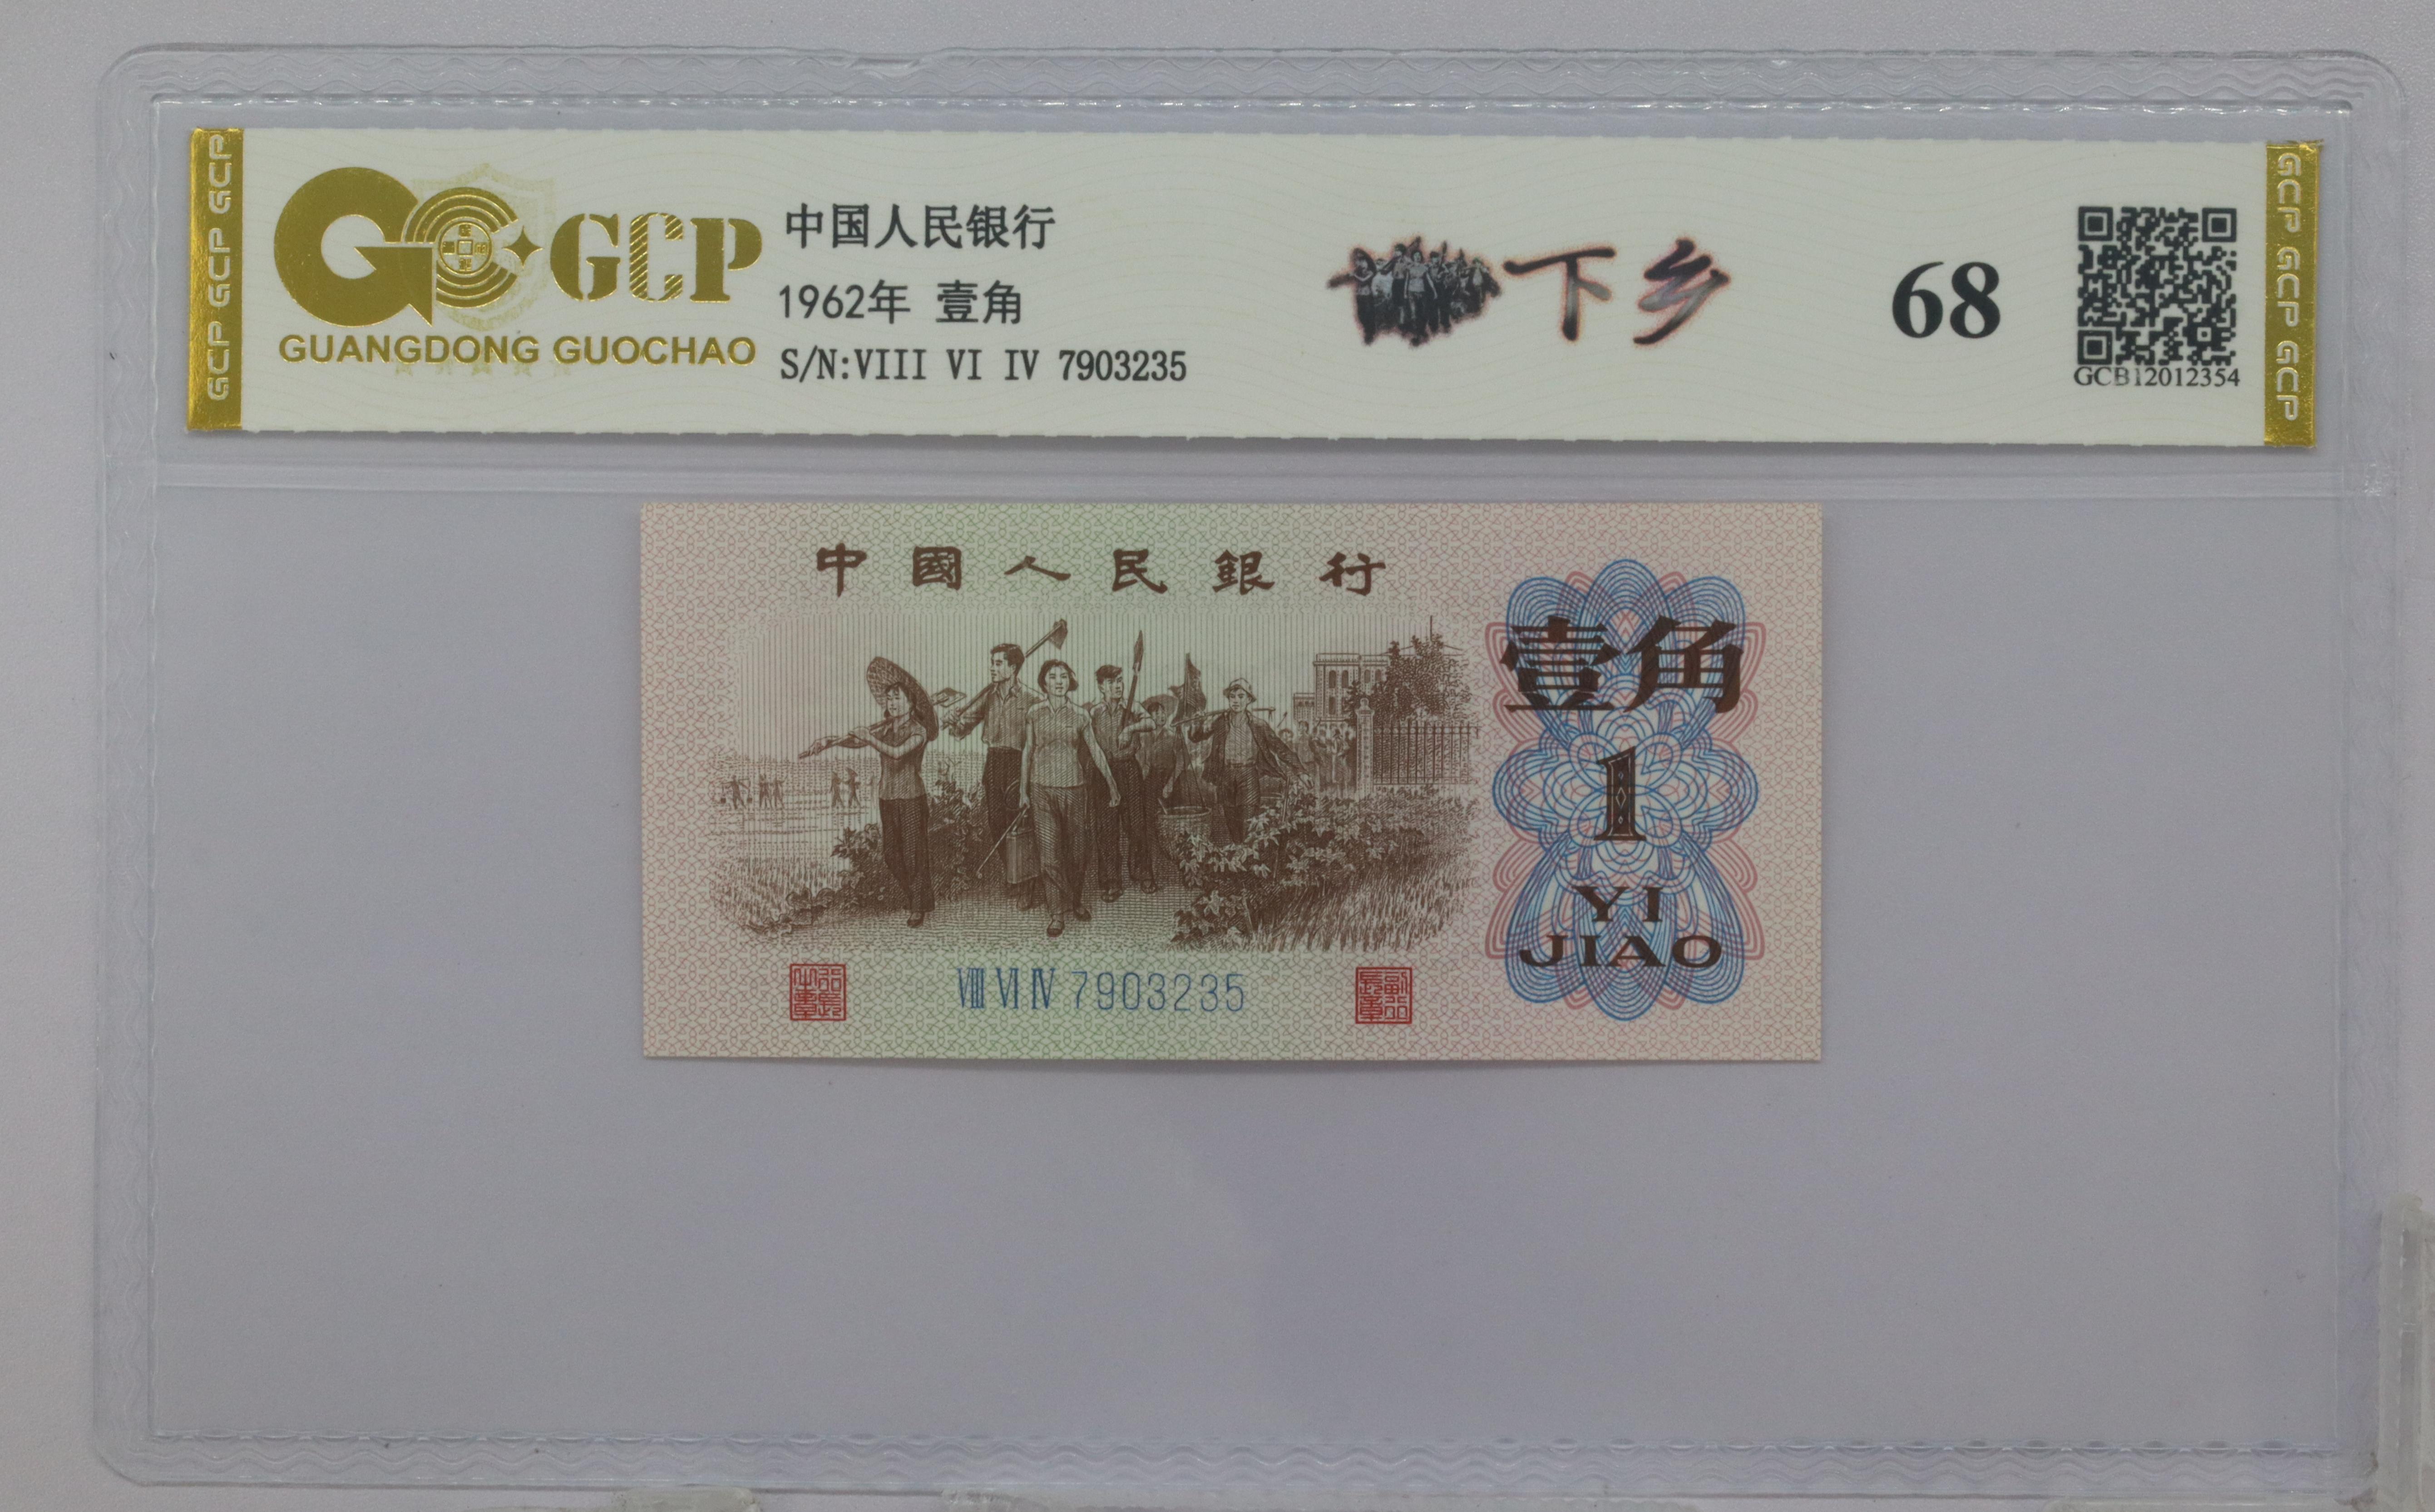 GCP GCP GCP
GCP
GUANGDONG GUOCHAO
中国人民银行
1962年 壹角
S/N:VIII VI IV 7903235
下乡
68
GCB12012354
GCP GCP GCP
中國人民銀行
壹角
1
YI
JIAO
VIII VI IV 7903235